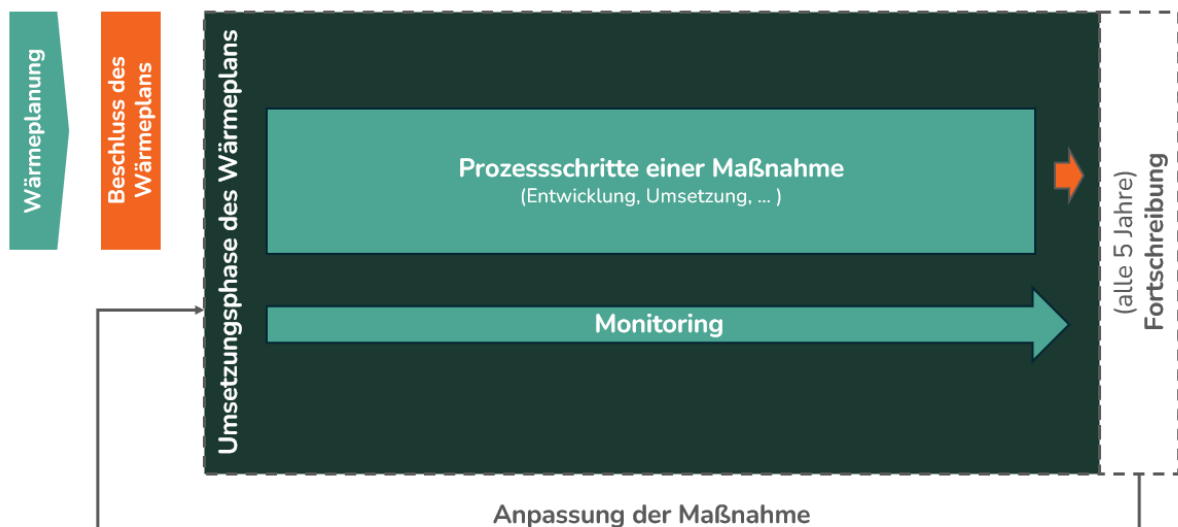 Wärmeplanung
Beschluss des
Wärmeplans
Umsetzungsphase des Wärmeplans
Prozessschritte einer Maßnahme
(Entwicklung, Umsetzung, ... )
Monitoring
(alle 5 Jahre)
Fortschreibung
Anpassung der Maßnahme